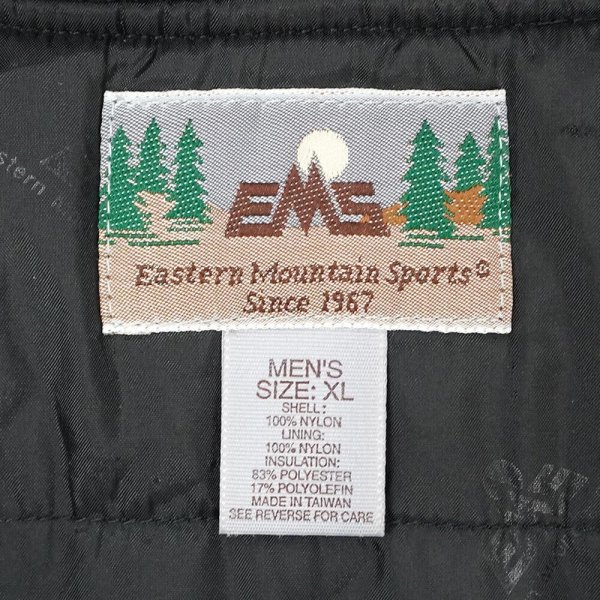 EMS
Eastern Mountain Sports®
Since 1967
MEN'S
SIZE: XL
SHELL:
100% NYLON
LINING:
100% NYLON
INSULATION:
83% POLYESTER
17% POLYOLEFIN
MADE IN TAIWAN
SEE REVERSE FOR CARE